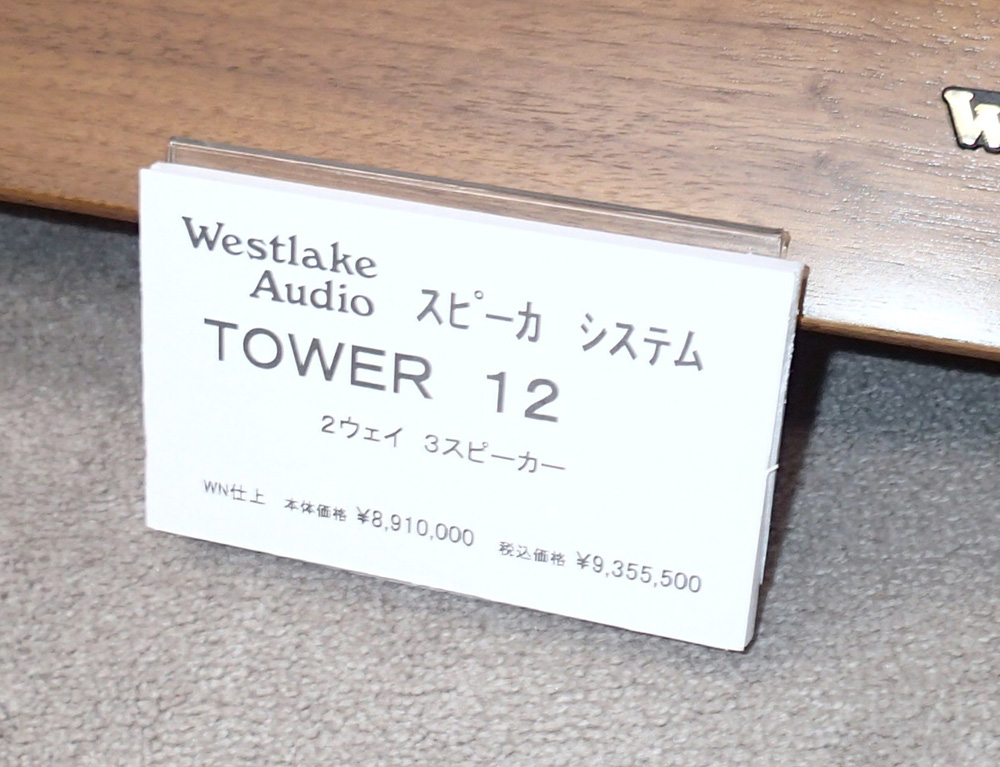 Westlake
Audio スピーカ システム
TOWER 12
2ウェイ 3スピーカー
WN仕上 本体価格 ¥8,910,000 税込価格 ¥9,355,500